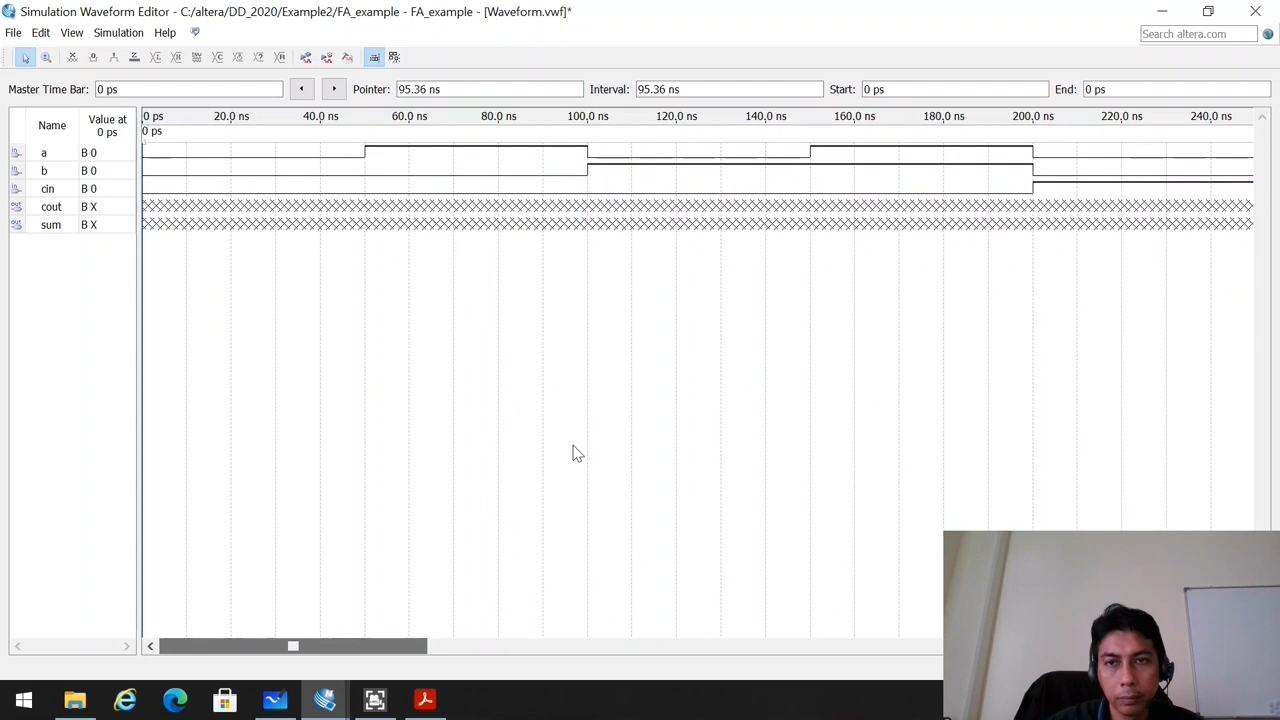 Simulation Waveform Editor - C:/altera/DD_2020/Example2/FA_example - FA_example - [Waveform.vwf]*
File Edit View Simulation Help
Search altera.com
Master Time Bar: 0 ps Pointer: 95.36 ns Interval: 95.36 ns Start: 0 ps End: 0 ps
Name Value at 0 ps
0 ps 20.0 ns 40.0 ns 60.0 ns 80.0 ns 100.0 ns 120.0 ns 140.0 ns 160.0 ns 180.0 ns 200.0 ns 220.0 ns 240.0 ns
0 ps
a B 0
b B 0
cin B 0
cout B X
sum B X